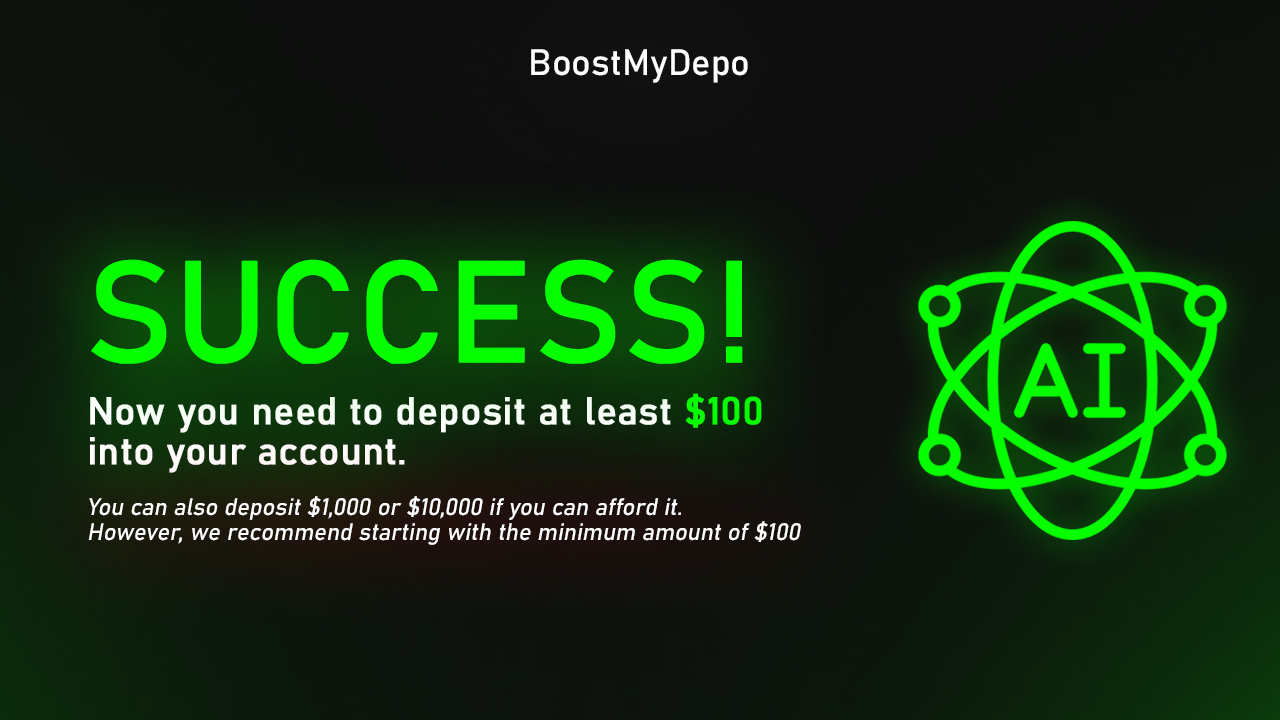 BoostMyDepo
SUCCESS!
Now you need to deposit at least $100
into your account.
You can also deposit $1,000 or $10,000 if you can afford it.
However, we recommend starting with the minimum amount of $100
AI